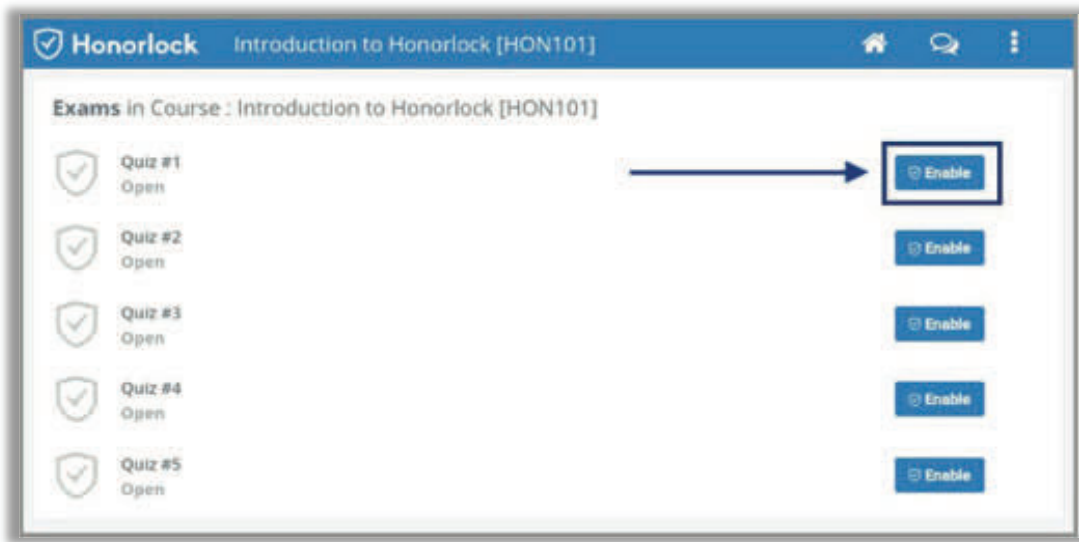 Honorlock Introduction to Honorlock [HON101]
Exams in Course : Introduction to Honorlock [HON101]
Quiz #1
Open
Enable
Quiz #2
Open
Enable
Quiz #3
Open
Enable
Quiz #4
Open
Enable
Quiz #5
Open
Enable